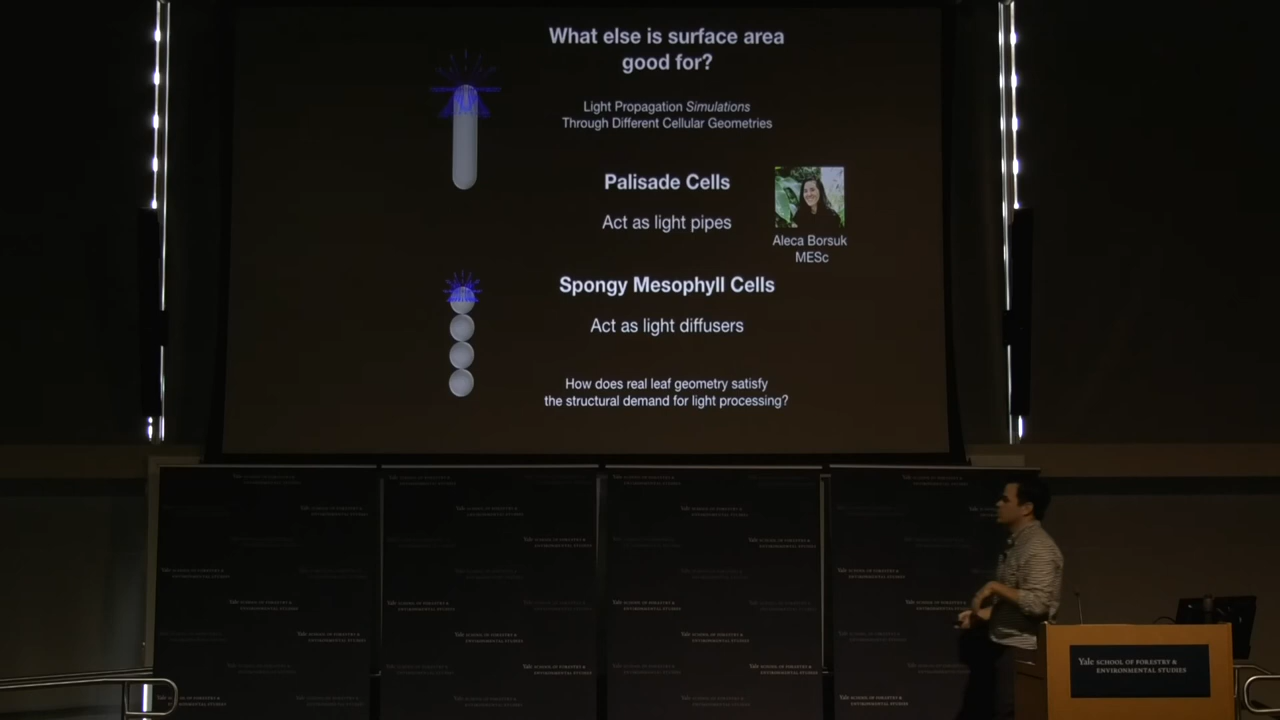 What else is surface area
good for?
Light Propagation Simulations
Through Different Cellular Geometries
Palisade Cells
Act as light pipes
Aleca Borsuk
MESc
Spongy Mesophyll Cells
Act as light diffusers
How does real leaf geometry satisfy
the structural demand for light processing?
Yale SCHOOL OF FORESTRY &
ENVIRONMENTAL STUDIES